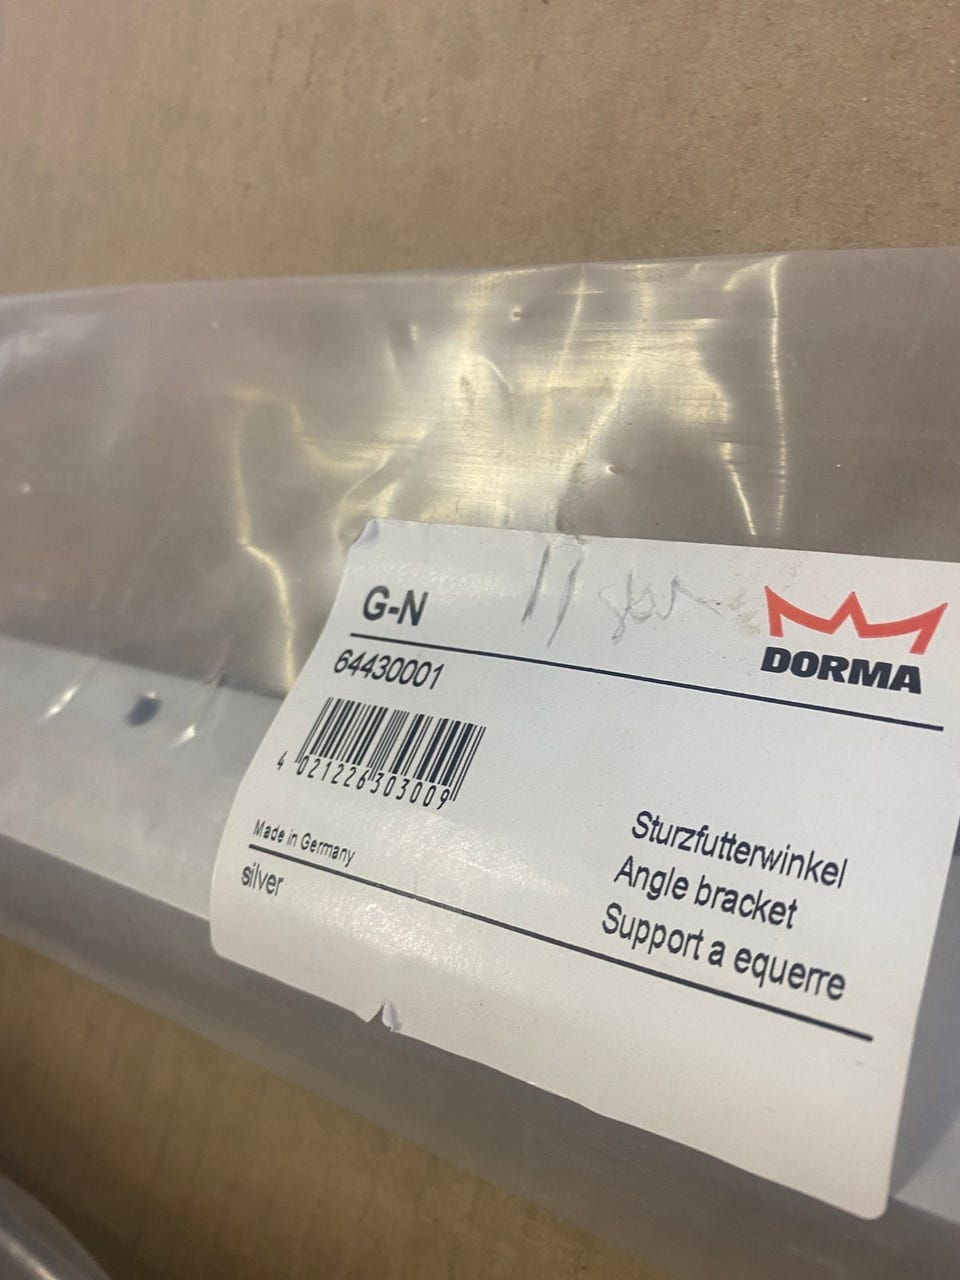 G-N
DORMA
64430001
4 021226 303009
Made in Germany
silver
Sturzfutterwinkel
Angle bracket
Support a equerre